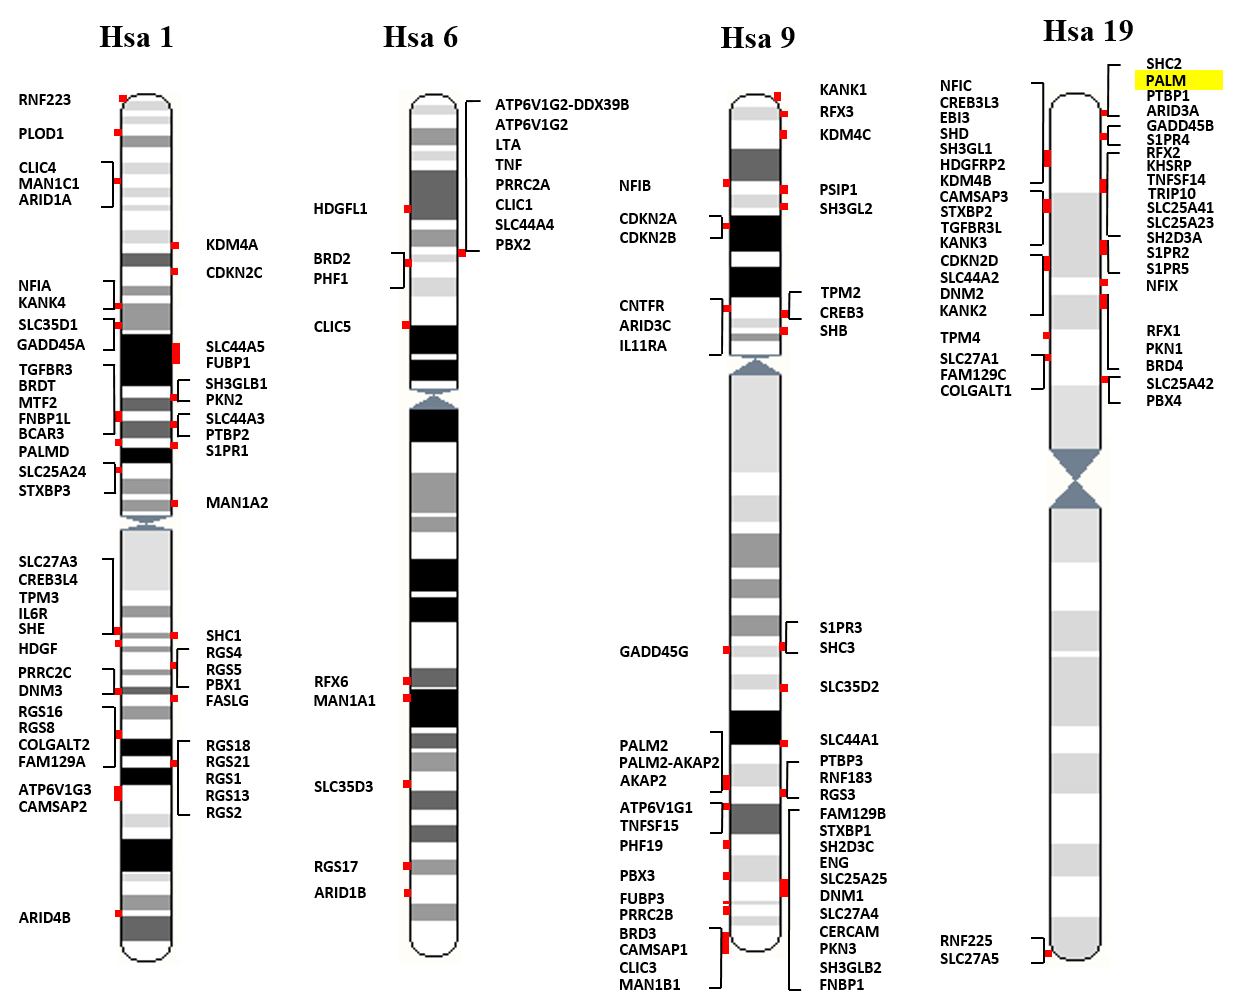 Hsa 1
RNF223
PLOD1
CLIC4
MAN1C1
ARID1A
KDM4A
CDKN2C
NFIA
KANK4
SLC35D1
GADD45A
SLC44A5
FUBP1
TGFBR3
BRDT
MTF2
FNBP1L
BCAR3
SH3GLB1
PKN2
SLC44A3
PTBP2
PALMD
S1PR1
SLC25A24
STXBP3
MAN1A2
SLC27A3
CREB3L4
TPM3
IL6R
SHE
HDGF
SHC1
RGS4
RGS5
PBX1
PRRC2C
DNM3
FASLG
RGS16
RGS8
COLGALT2
FAM129A
RGS18
RGS21
RGS1
RGS13
RGS2
ATP6V1G3
CAMSAP2
ARID4B
Hsa 6
ATP6V1G2-DDX39B
ATP6V1G2
LTA
TNF
PRRC2A
CLIC1
SLC44A4
PBX2
HDGFL1
BRD2
PHF1
CLIC5
RFX6
MAN1A1
SLC35D3
RGS17
ARID1B
Hsa 9
KANK1
RFX3
KDM4C
NFIB
PSIP1
SH3GL2
CDKN2A
CDKN2B
CNTFR
ARID3C
IL11RA
TPM2
CREB3
SHB
GADD45G
S1PR3
SHC3
SLC35D2
PALM2
PALM2-AKAP2
AKAP2
SLC44A1
PTBP3
RNF183
RGS3
ATP6V1G1
TNFSF15
PHF19
PBX3
FUBP3
PRRC2B
BRD3
CAMSAP1
CLIC3
MAN1B1
FAM129B
STXBP1
SH2D3C
ENG
SLC25A25
DNM1
SLC27A4
CERCAM
PKN3
SH3GLB2
FNBP1
Hsa 19
NFIC
CREB3L3
EBI3
SHD
SH3GL1
HDGFRP2
KDM4B
CAMSAP3
STXBP2
TGFBR3L
KANK3
CDKN2D
SLC44A2
DNM2
KANK2
TPM4
SLC27A1
FAM129C
COLGALT1
SHC2
PALM
PTBP1
ARID3A
GADD45B
S1PR4
RFX2
KHSRP
TNFSF14
TRIP10
SLC25A41
SLC25A23
SH2D3A
S1PR2
S1PR5
NFIX
RFX1
PKN1
BRD4
SLC25A42
PBX4
RNF225
SLC27A5